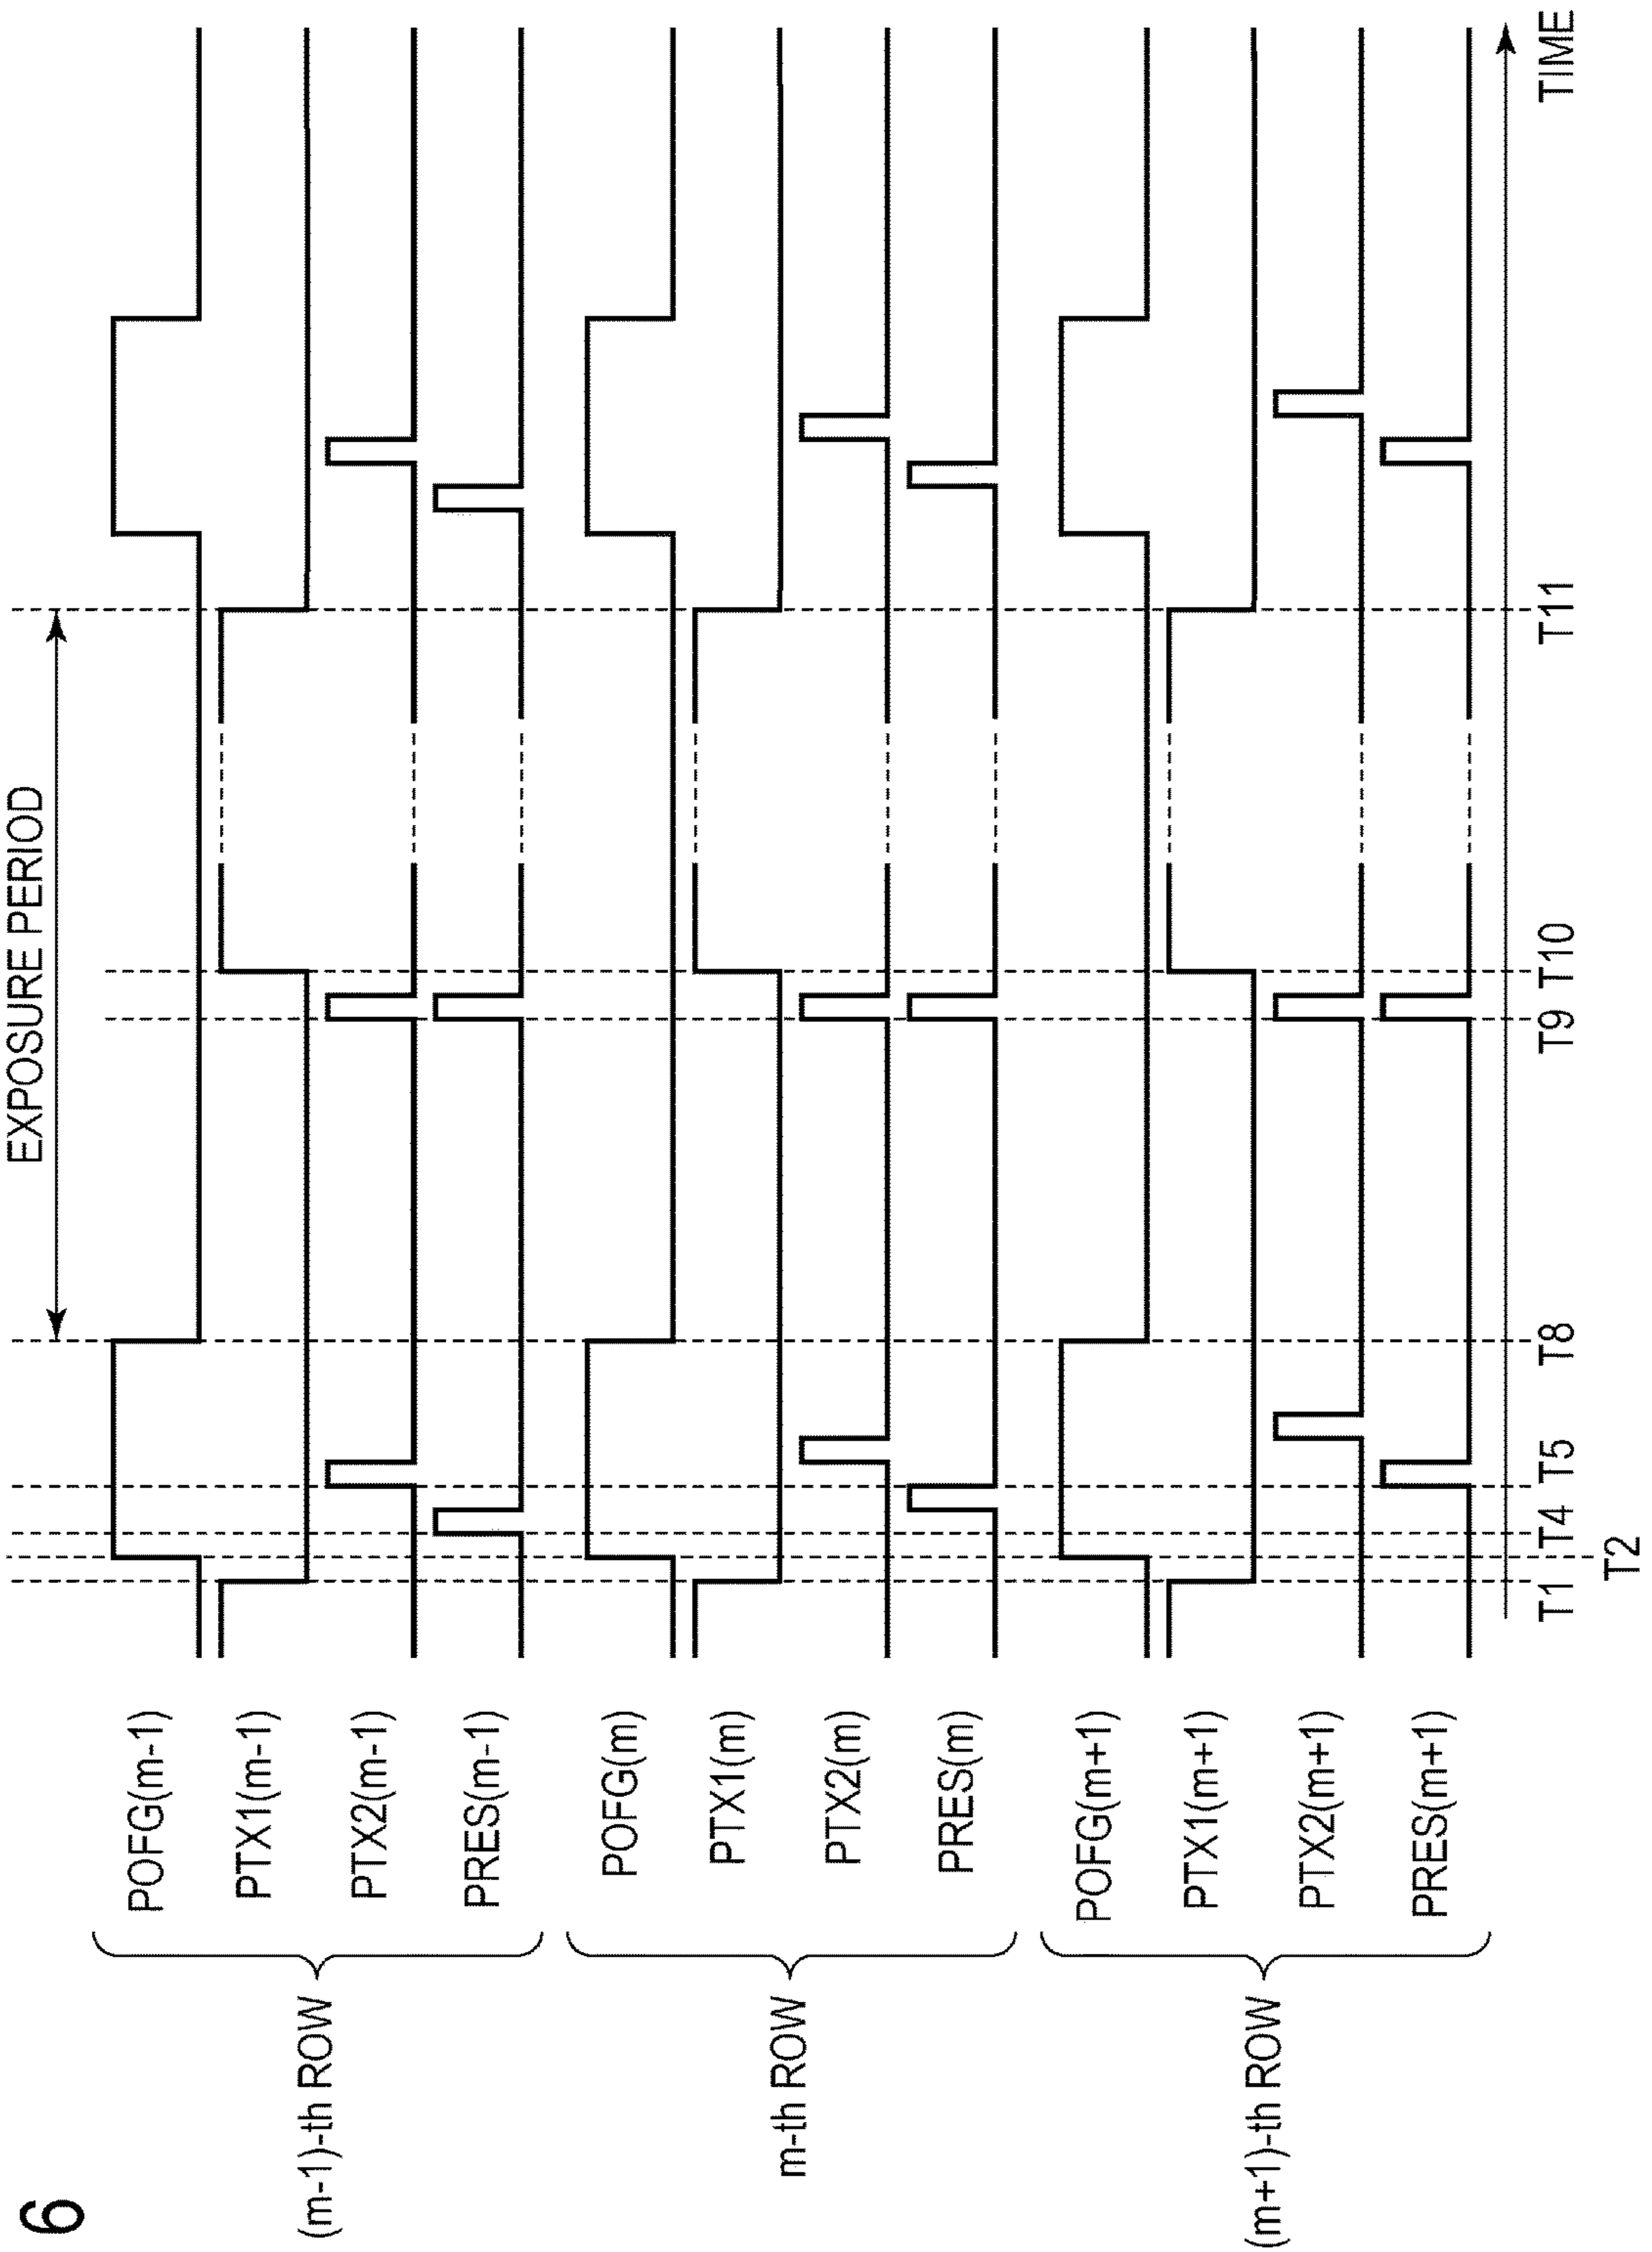 6
EXPOSURE PERIOD
(m-1)-th ROW
POFG(m-1)
PTX1(m-1)
PTX2(m-1)
PRES(m-1)
m-th ROW
POFG(m)
PTX1(m)
PTX2(m)
PRES(m)
(m+1)-th ROW
POFG(m+1)
PTX1(m+1)
PTX2(m+1)
PRES(m+1)
T1 T4 T5 T8 T9 T10 T11 TIME
T2